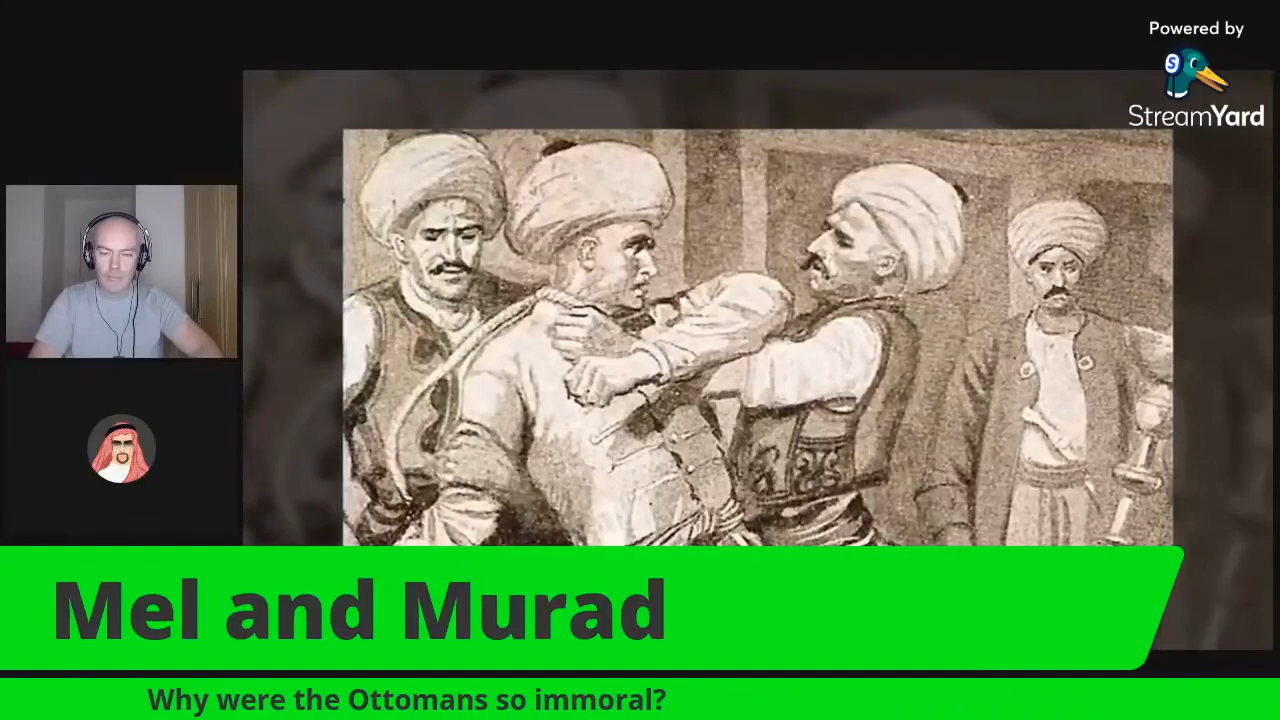 Powered by
S
StreamYard
Mel and Murad
Why were the Ottomans so immoral?